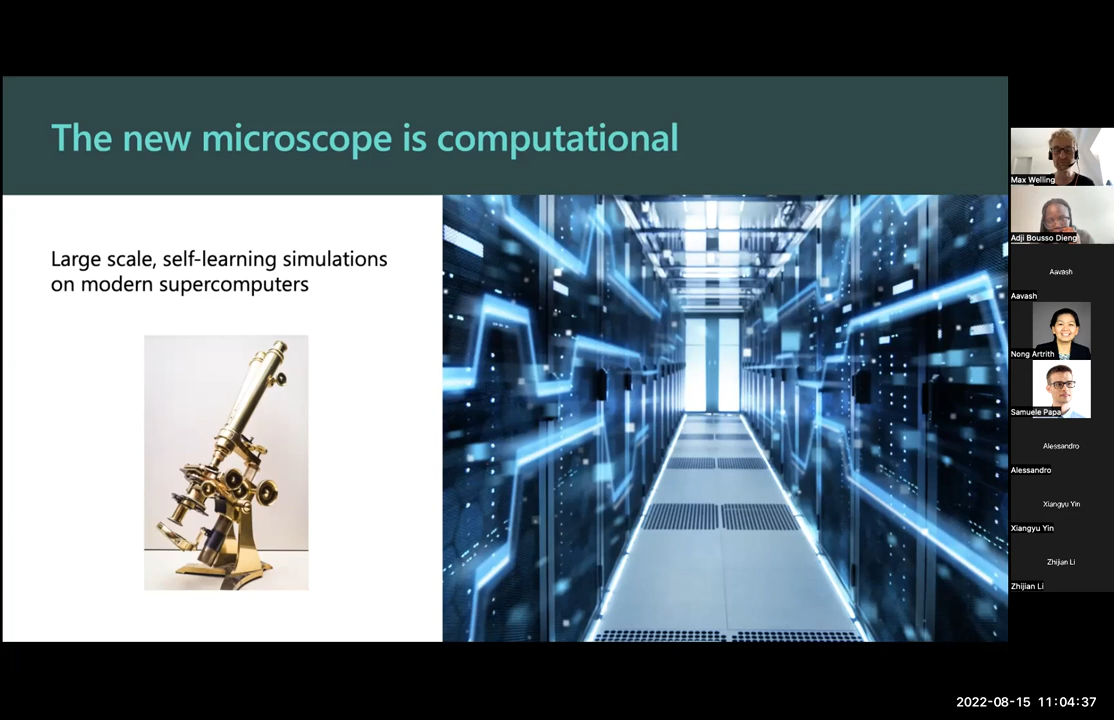 The new microscope is computational
Large scale, self-learning simulations
on modern supercomputers
Max Welling
Adji Bousso Dieng
Aavash
Aavash
Nong Artrith
Samuele Papa
Alessandro
Alessandro
Xiangyu Yin
Xiangyu Yin
Zhijian Li
Zhijian Li
2022-08-15 11:04:37